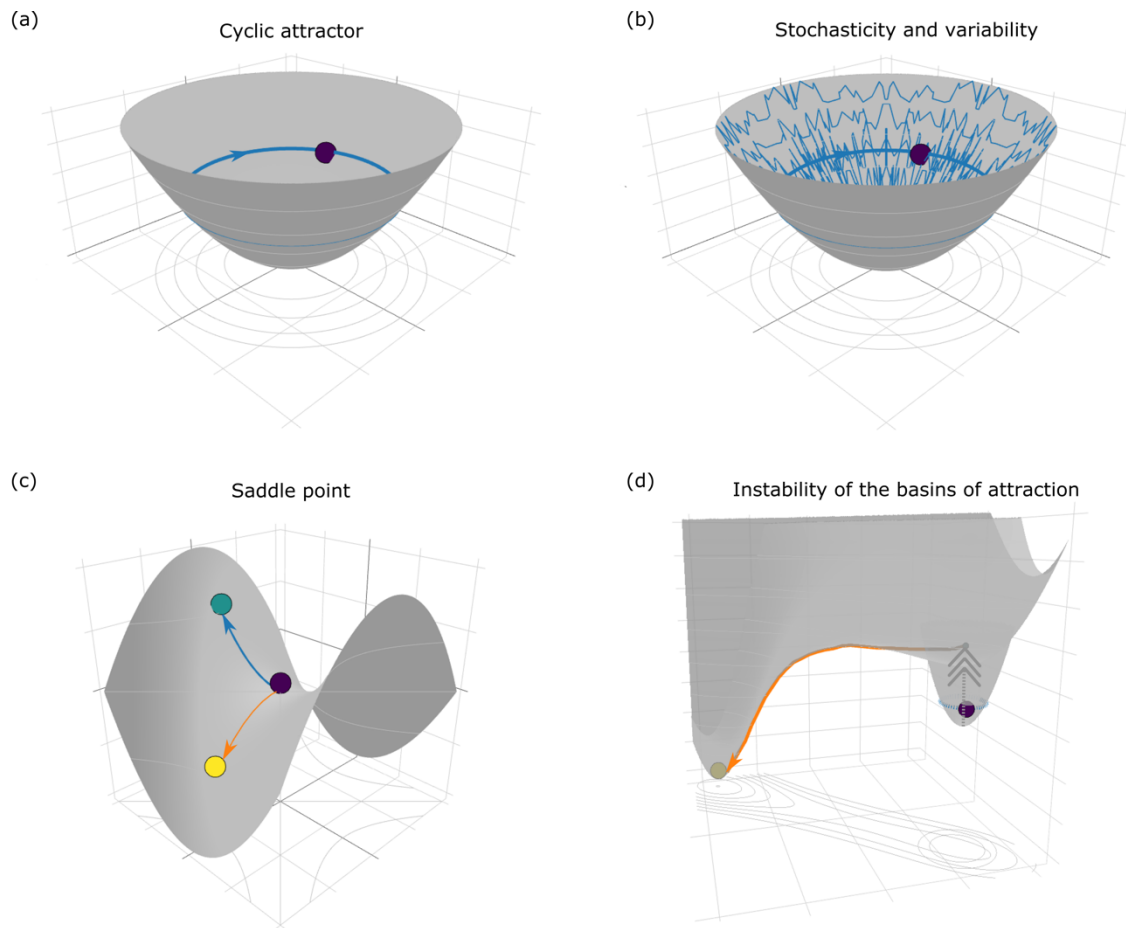 (a)
Cyclic attractor
(b)
Stochasticity and variability
(c)
Saddle point
(d)
Instability of the basins of attraction